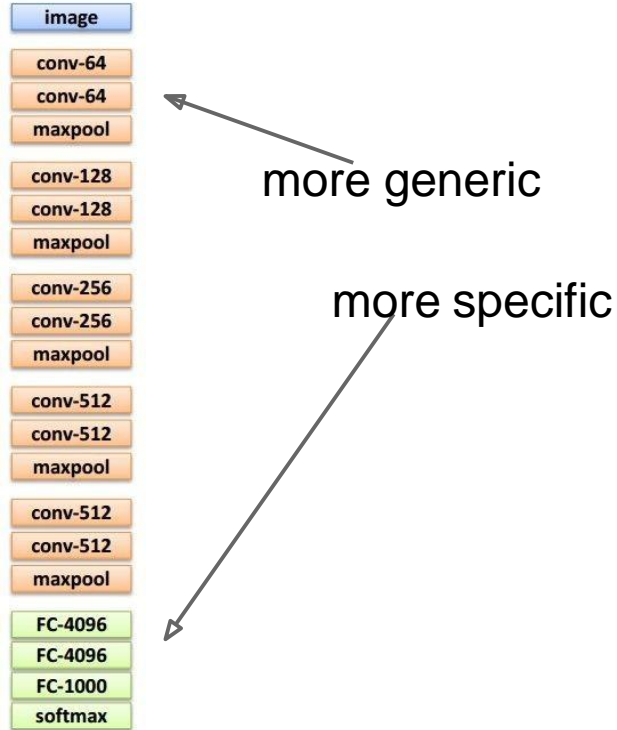 image
conv-64
conv-64
maxpool
conv-128
conv-128
maxpool
conv-256
conv-256
maxpool
conv-512
conv-512
maxpool
conv-512
conv-512
maxpool
FC-4096
FC-4096
FC-1000
softmax
more generic
more specific